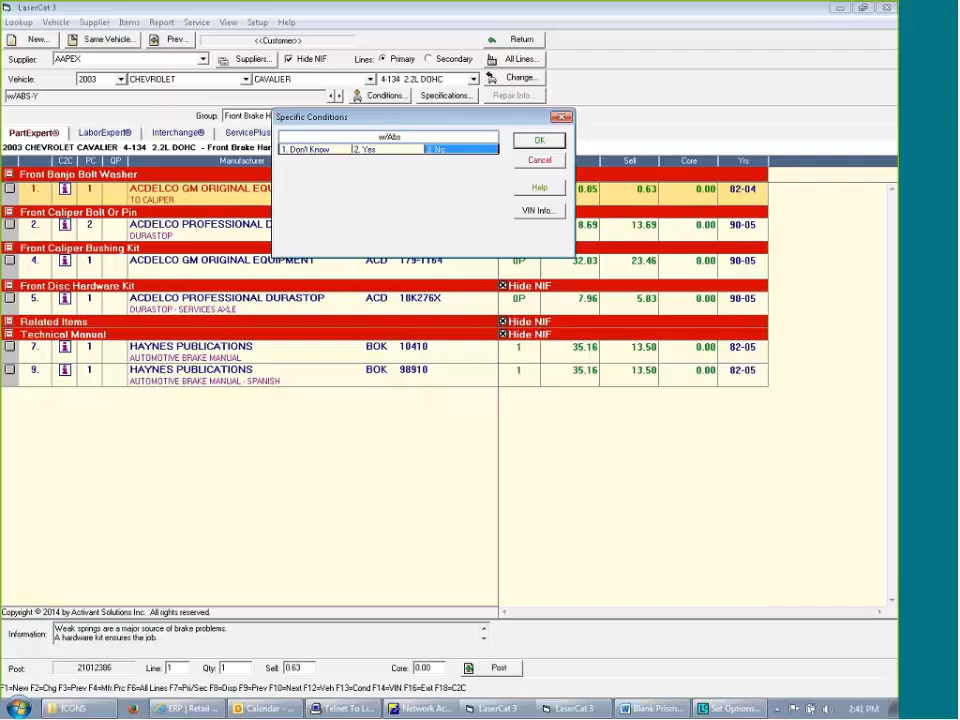 LaserCat 3
Lookup Vehicle Supplier Items Report Service View Setup Help
New... Same Vehicle... Prev... <<Customer>> Return
Supplier: AAPEX Suppliers... Hide NIF Lines: Primary Secondary All Lines...
Vehicle: 2003 CHEVROLET CAVALIER 4-134 2.2L DOHC Change...
w/ABS-Y Conditions... Specifications... Repair Info...
Group: Front Brake H
PartExpert® LaborExpert® Interchange® ServicePlus
2003 CHEVROLET CAVALIER 4-134 2.2L DOHC - Front Brake Har
C2C PC QP Manufacturer Sell Core Yrs
Specific Conditions
w/Abs
1. Don't Know 2. Yes 3. No
OK
Cancel
Help
VIN Info...
Front Banjo Bolt Washer
1. 1 ACDELCO GM ORIGINAL EQU 0.85 0.63 0.00 82-04
TO CALIPER
Front Caliper Bolt Or Pin
2. 2 ACDELCO PROFESSIONAL D 8.69 13.69 0.00 90-05
DURASTOP
Front Caliper Bushing Kit
4. 1 ACDELCO GM ORIGINAL EQUIPMENT ACD 179-1164 OP 32.03 23.46 0.00 90-05
Front Disc Hardware Kit Hide NIF
5. 1 ACDELCO PROFESSIONAL DURASTOP ACD 18K276X OP 7.96 5.83 0.00 90-05
DURASTOP - SERVICES AXLE
Related Items Hide NIF
Technical Manual Hide NIF
7. 1 HAYNES PUBLICATIONS BOK 10410 1 35.16 13.50 0.00 82-05
AUTOMOTIVE BRAKE MANUAL
9. 1 HAYNES PUBLICATIONS BOK 98910 1 35.16 13.50 0.00 82-05
AUTOMOTIVE BRAKE MANUAL - SPANISH
Copyright © 2014 by Activant Solutions Inc. All rights reserved.
Information: Weak springs are a major source of brake problems.
A hardware kit ensures the job.
Post: 21012386 Line: 1 Qty: 1 Sell: 0.63 Core: 0.00 Post
F1=New F2=Chg F3=Prev F4=Mfr.Prc F6=All Lines F7=Pri/Sec F8=Disp F9=Prev F10=Next F12=Veh F13=Cond F14=VIN F16=Exit F18=C2C
ICONS ERP | Retail ... Calendar - ... Telnet To Li... Network Ac... LaserCat 3 LaserCat 3 Blank Prism... Set Options... 2:41 PM